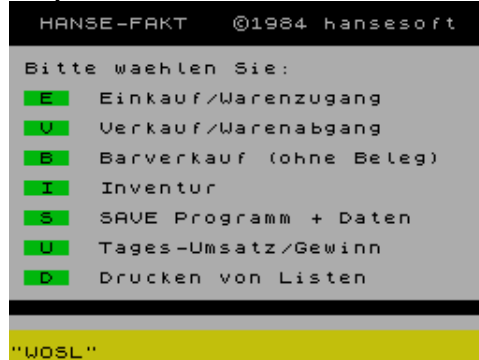 HANSE-FAKT ©1984 hansesoft
Bitte waehlen Sie:
E Einkauf/Warenzugang
V Verkauf/Warenabgang
B Barverkauf (ohne Beleg)
I Inventur
S SAVE Programm + Daten
U Tages-Umsatz/Gewinn
D Drucken von Listen
"WOSL"